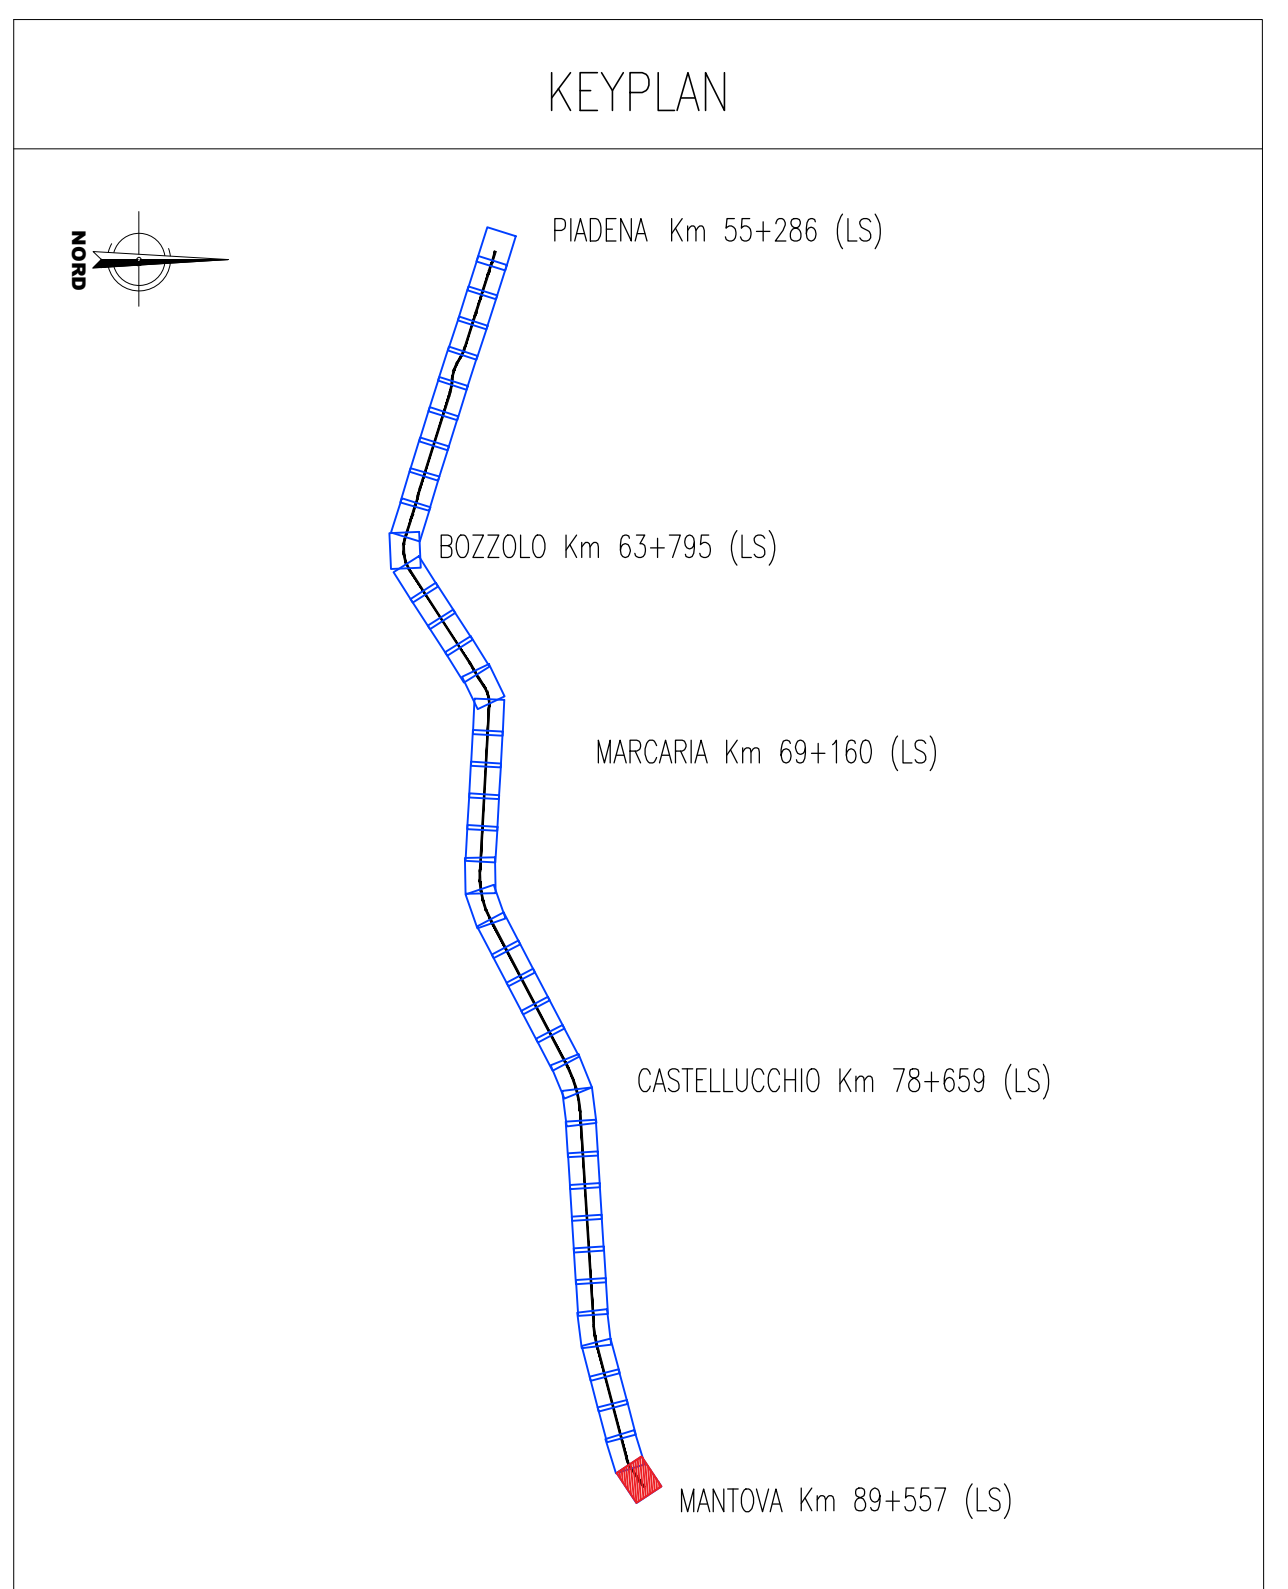 KEYPLAN
NORD
PIADENA Km 55+286 (LS)
BOZZOLO Km 63+795 (LS)
MARCARIA Km 69+160 (LS)
CASTELLUCCHIO Km 78+659 (LS)
MANTOVA Km 89+557 (LS)